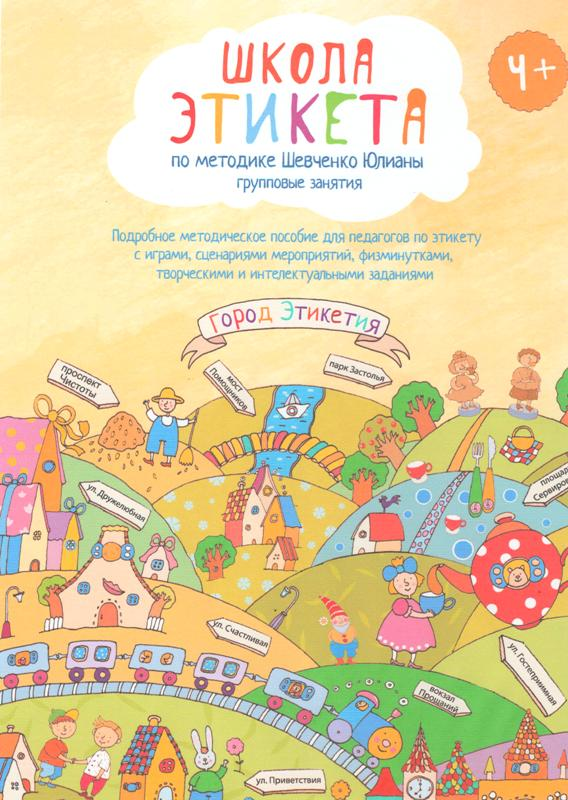 ШКОЛА
4+
ЭТИКЕТА
по методике Шевченко Юлианы
групповые занятия
Подробное методическое пособие для педагогов по этикету
с играми, сценариями мероприятий, физминутками,
творческими и интелектуальными заданиями
Город Этикетия
проспект
Чистоты
мост
Помощников
парк Застолья
площадь
Сервиров
ул. Дружелюбная
ул. Счастливая
ул. Гостеприимная
вокзал
Прощаний
ул. Приветствия